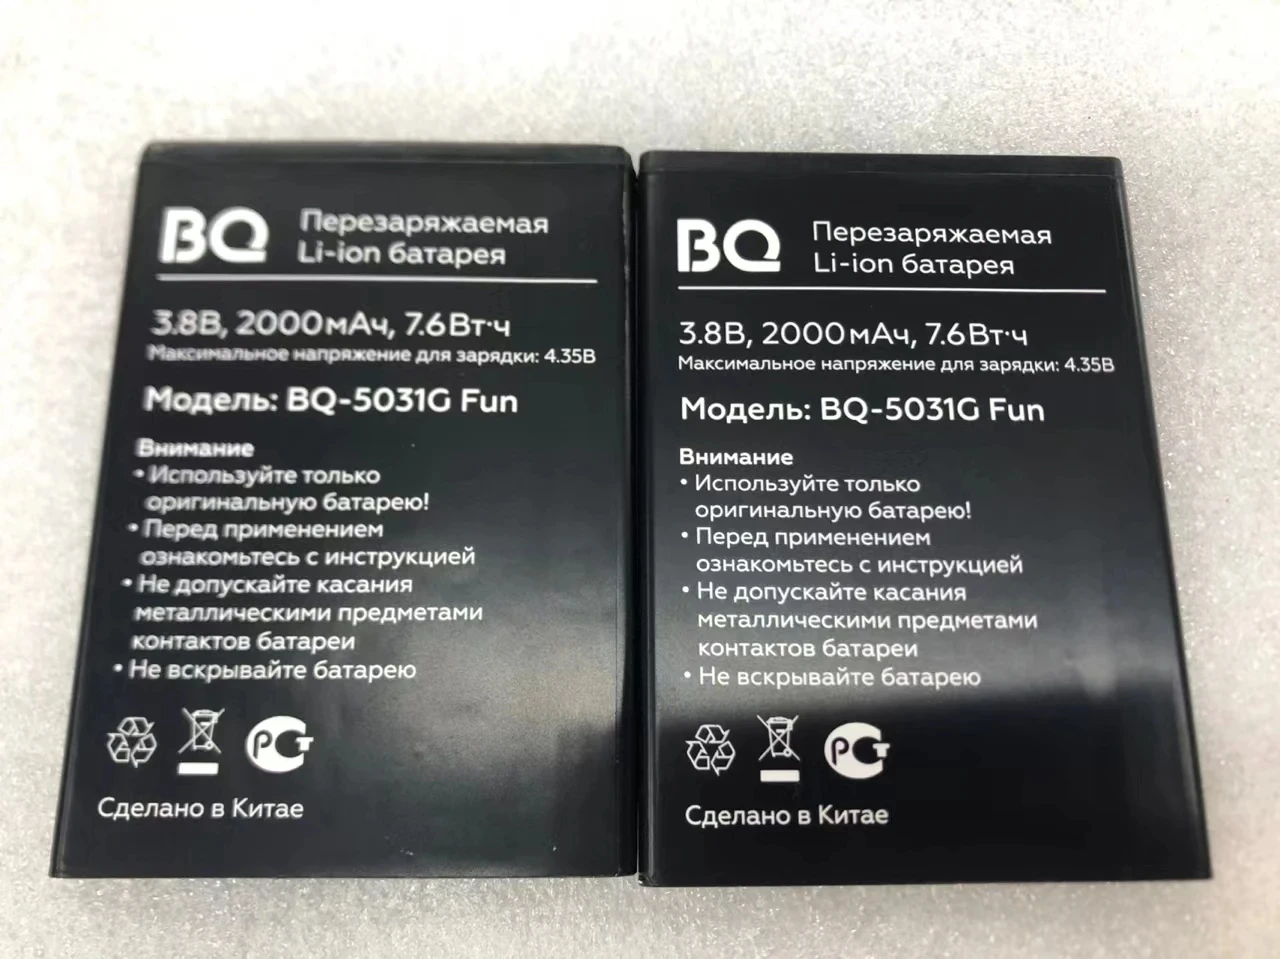 BQ
Перезаряжаемая
Li-ion батарея
3.8В, 2000мАч, 7.6Вт·ч
Максимальное напряжение для зарядки: 4.35В
Модель: BQ-5031G Fun
Внимание
• Используйте только
оригинальную батарею!
• Перед применением
ознакомьтесь с инструкцией
• Не допускайте касания
металлическими предметами
контактов батареи
• Не вскрывайте батарею
РСТ
Сделано в Китае
BQ
Перезаряжаемая
Li-ion батарея
3.8В, 2000мАч, 7.6Вт·ч
Максимальное напряжение для зарядки: 4.35В
Модель: BQ-5031G Fun
Внимание
• Используйте только
оригинальную батарею!
• Перед применением
ознакомьтесь с инструкцией
• Не допускайте касания
металлическими предметами
контактов батареи
• Не вскрывайте батарею
РСТ
Сделано в Китае